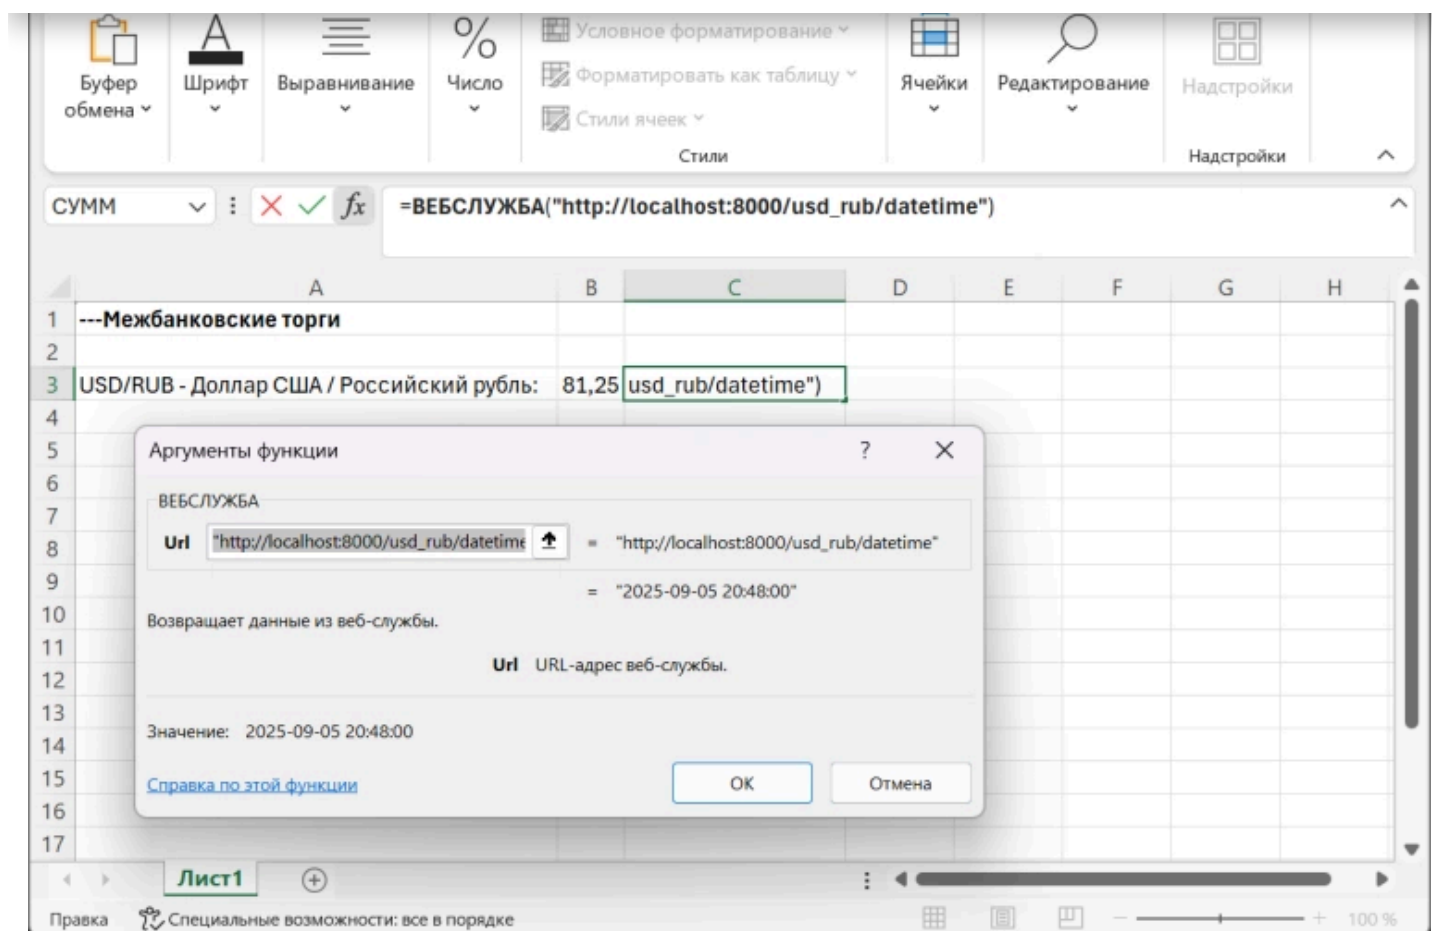 Буфер обмена
Шрифт
Выравнивание
Число
Условное форматирование
Форматировать как таблицу
Стили ячеек
Стили
Ячейки
Редактирование
Надстройки
Надстройки
СУММ
fx
=ВЕБСЛУЖБА("http://localhost:8000/usd_rub/datetime")
A B C D E F G H
1 ---Межбанковские торги
2
3 USD/RUB - Доллар США / Российский рубль: 81,25 usd_rub/datetime")
4
5
6
7
8
9
10
11
12
13
14
15
16
17
Аргументы функции ?
ВЕБСЛУЖБА
Url "http://localhost:8000/usd_rub/datetime = "http://localhost:8000/usd_rub/datetime"
= "2025-09-05 20:48:00"
Возвращает данные из веб-службы.
Url URL-адрес веб-службы.
Значение: 2025-09-05 20:48:00
Справка по этой функции
ОК
Отмена
Лист1
Правка
Специальные возможности: все в порядке
100 %